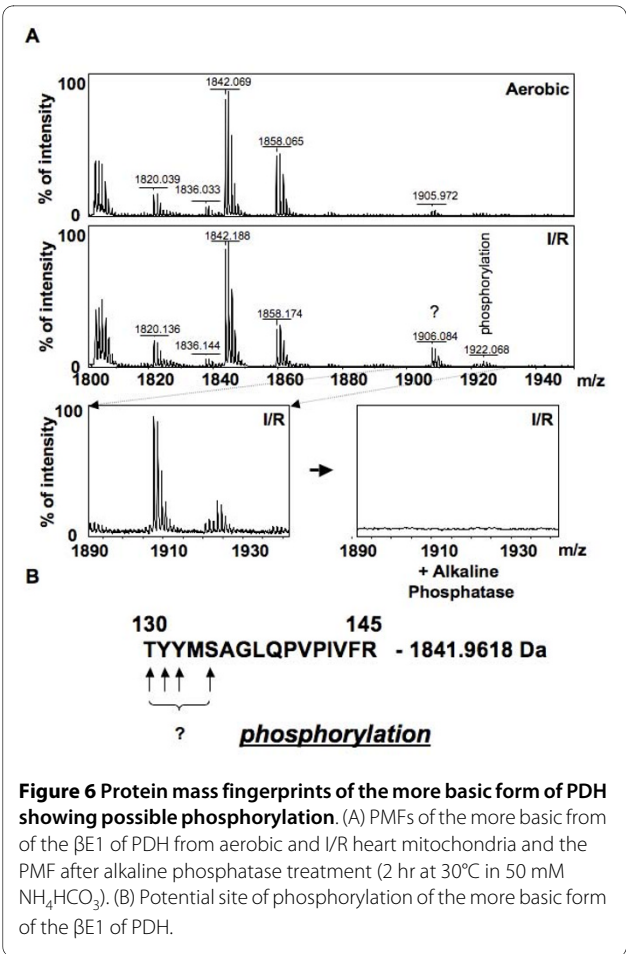 A
Aerobic
% of intensity
100
0
1820.039
1836.033
1842.069
1858.065
1905.972
I/R
% of intensity
100
0
1820.136
1836.144
1842.188
1858.174
?
1906.084
phosphorylation
1922.068
1800 1820 1840 1860 1880 1900 1920 1940 m/z
I/R
% of intensity
100
0
1890 1910 1930
I/R
1890 1910 1930 m/z
+ Alkaline
Phosphatase
B
130 145
TYYMSAGLQPVPIVFR - 1841.9618 Da
? phosphorylation
Figure 6 Protein mass fingerprints of the more basic form of PDH
showing possible phosphorylation. (A) PMFs of the more basic from
of the βE1 of PDH from aerobic and I/R heart mitochondria and the
PMF after alkaline phosphatase treatment (2 hr at 30°C in 50 mM
NH₄HCO₃). (B) Potential site of phosphorylation of the more basic form
of the βE1 of PDH.